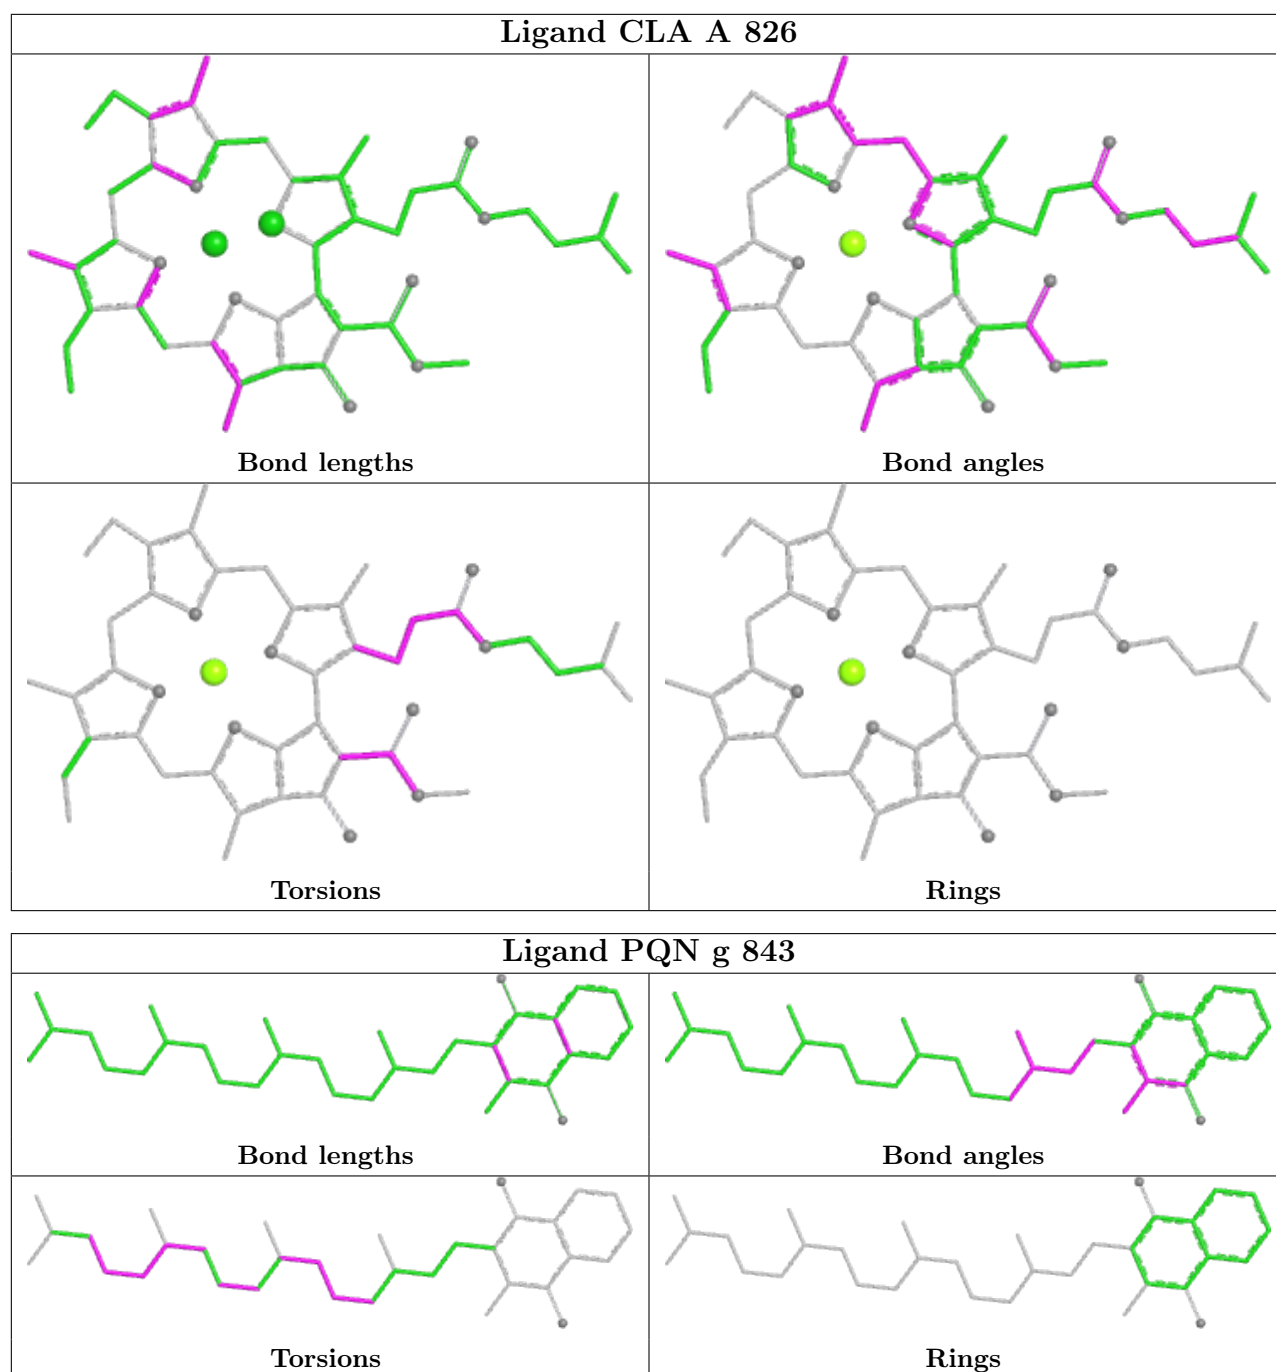 Ligand CLA A 826
Bond lengths
Bond angles
Torsions
Rings
Ligand PQN g 843
Bond lengths
Bond angles
Torsions
Rings